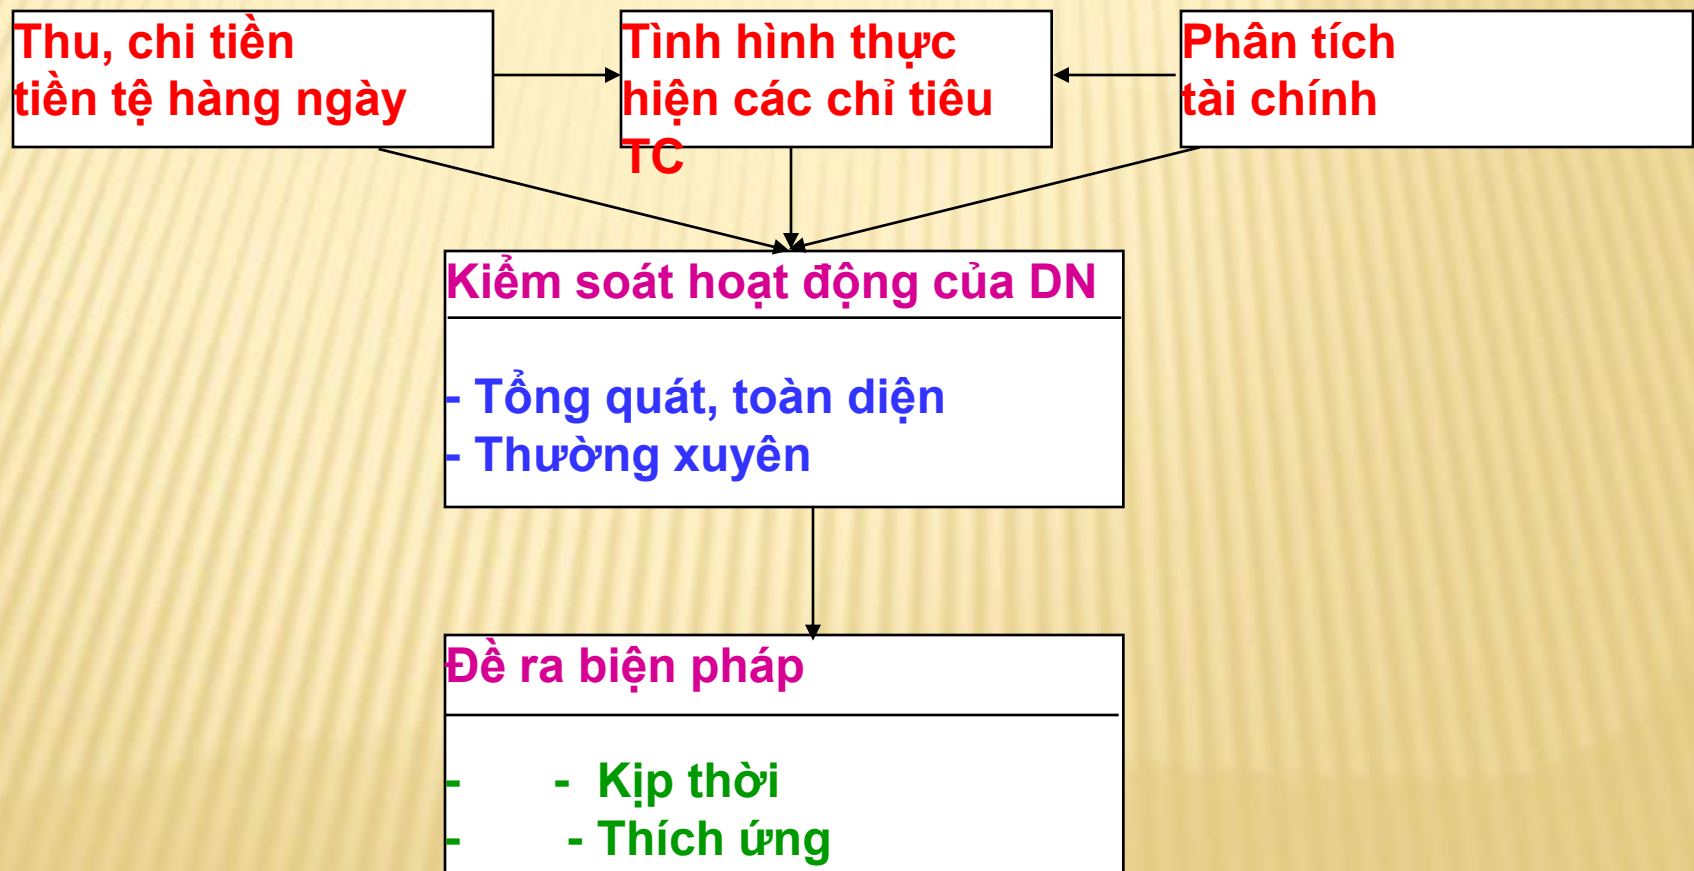 Thu, chi tiền
tiền tệ hàng ngày
Tình hình thực
hiện các chỉ tiêu
TC
Phân tích
tài chính
Kiểm soát hoạt động của DN
- Tổng quát, toàn diện
- Thường xuyên
Đề ra biện pháp
- - Kịp thời
- - Thích ứng